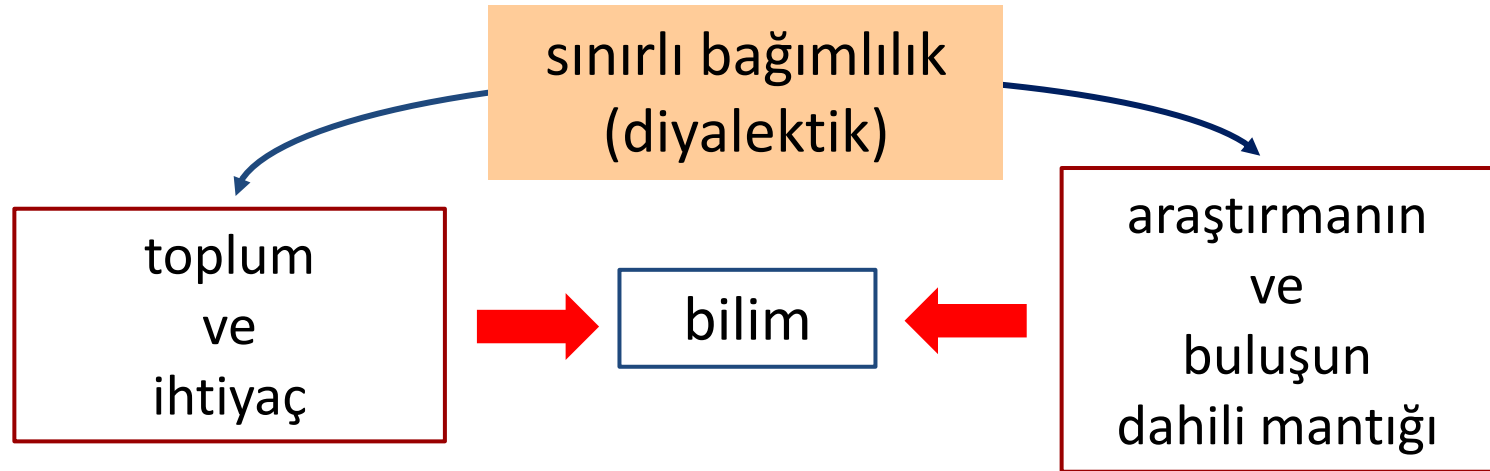 sınırlı bağımlılık
(diyalektik)
toplum
ve
ihtiyaç
bilim
araştırmanın
ve
buluşun
dahili mantığı